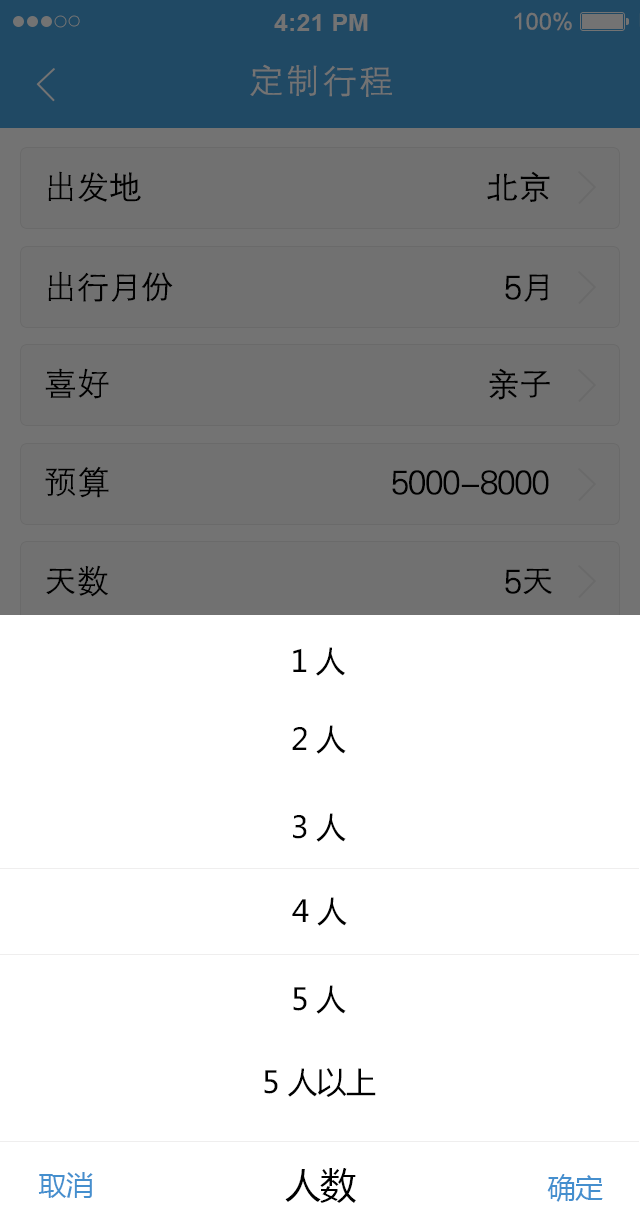 4:21 PM 100%
定制行程
出发地 北京
出行月份 5月
喜好 亲子
预算 5000-8000
天数 5天
1 人
2 人
3 人
4 人
5 人
5 人以上
取消 人数 确定